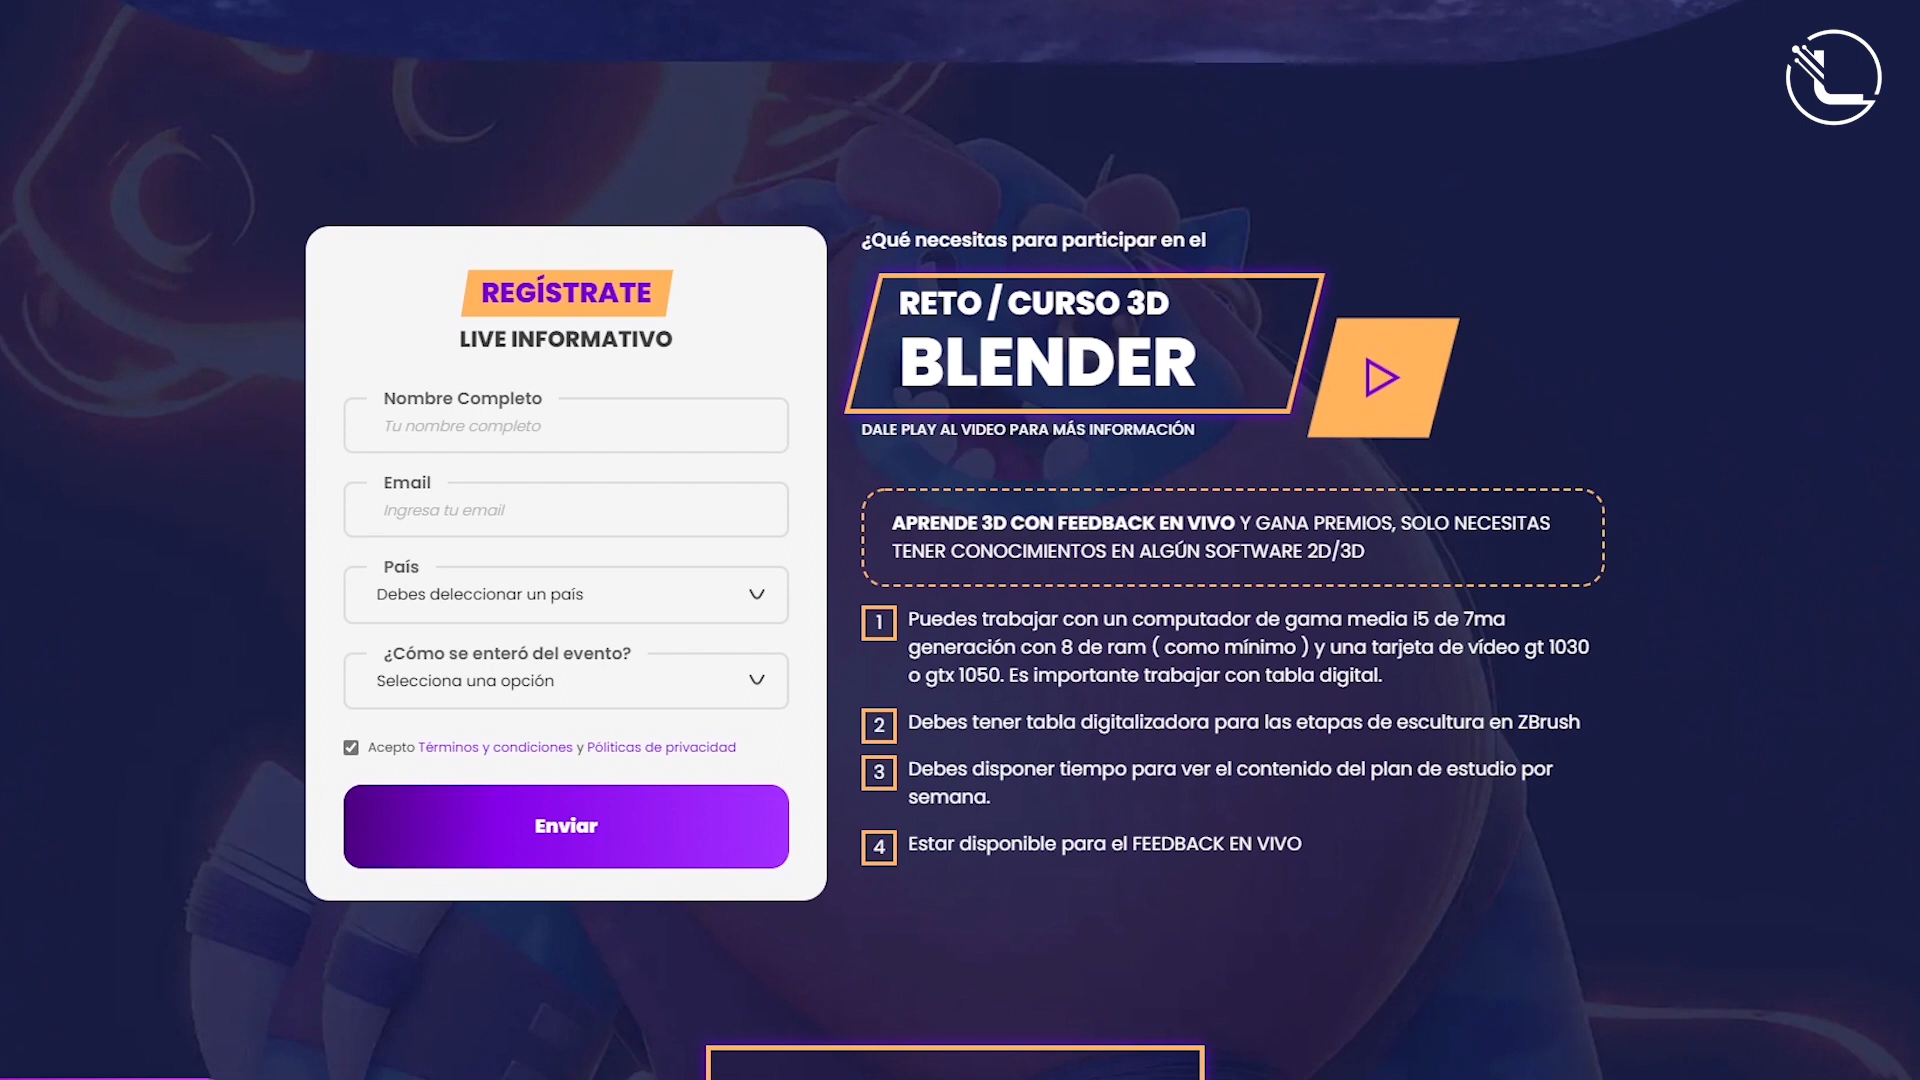 REGÍSTRATE
LIVE INFORMATIVO
Nombre Completo
Tu nombre completo
Email
Ingresa tu email
País
Debes deleccionar un país
¿Cómo se enteró del evento?
Selecciona una opción
Acepto Términos y condiciones y Póliticas de privacidad
Enviar
¿Qué necesitas para participar en el
RETO / CURSO 3D
BLENDER
DALE PLAY AL VIDEO PARA MÁS INFORMACIÓN
APRENDE 3D CON FEEDBACK EN VIVO Y GANA PREMIOS, SOLO NECESITAS
TENER CONOCIMIENTOS EN ALGÚN SOFTWARE 2D/3D
1 Puedes trabajar con un computador de gama media i5 de 7ma
generación con 8 de ram ( como mínimo ) y una tarjeta de vídeo gt 1030
o gtx 1050. Es importante trabajar con tabla digital.
2 Debes tener tabla digitalizadora para las etapas de escultura en ZBrush
3 Debes disponer tiempo para ver el contenido del plan de estudio por
semana.
4 Estar disponible para el FEEDBACK EN VIVO